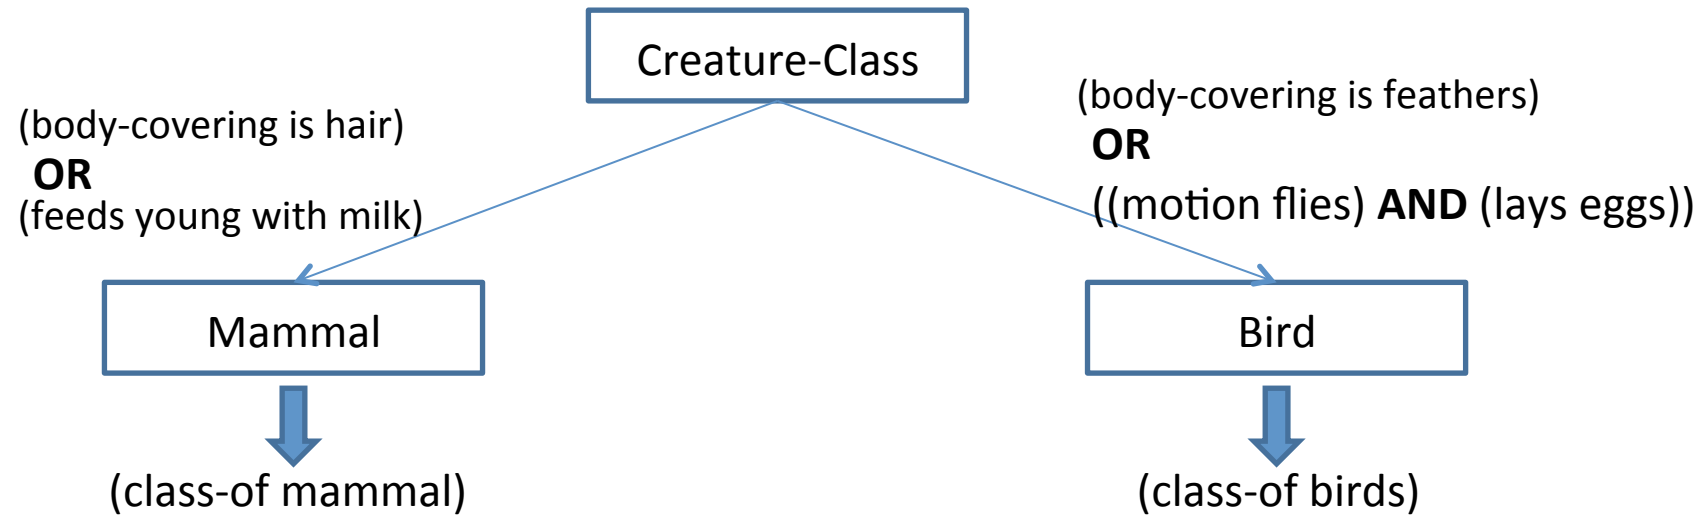 Creature-Class
(body-covering is hair)
OR
(feeds young with milk)
(body-covering is feathers)
OR
((motion flies) AND (lays eggs))
Mammal
Bird
(class-of mammal)
(class-of birds)